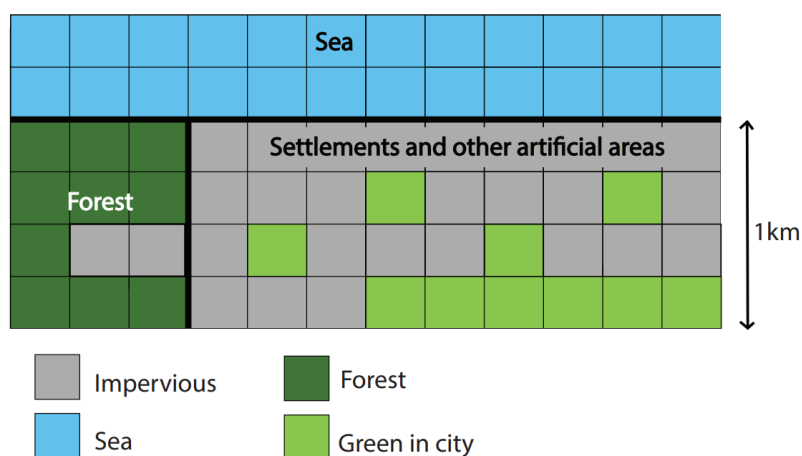 Sea
Settlements and other artificial areas
Forest
1km
Impervious
Forest
Sea
Green in city